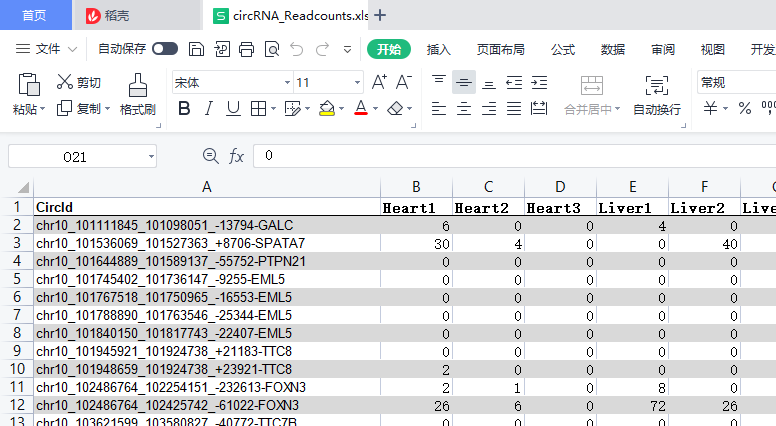 首页 稻壳 circRNA_Readcounts.xls
文件 自动保存 开始 插入 页面布局 公式 数据 审阅 视图 开发
粘贴 剪切 复制 格式刷 宋体 11 A+ A- B I U A 合并居中 自动换行 常规 ¥ % 000
O21 fx 0
A B C D E F
1 CircId Heart1 Heart2 Heart3 Liver1 Liver2 Live
2 chr10_101111845_101098051_-13794-GALC 6 0 0 4 0
3 chr10_101536069_101527363_+8706-SPATA7 30 4 0 0 40
4 chr10_101644889_101589137_-55752-PTPN21 0 0 0 0 0
5 chr10_101745402_101736147_-9255-EML5 0 0 0 0 0
6 chr10_101767518_101750965_-16553-EML5 0 0 0 0 0
7 chr10_101788890_101763546_-25344-EML5 0 0 0 0 0
8 chr10_101840150_101817743_-22407-EML5 0 0 0 0 0
9 chr10_101945921_101924738_+21183-TTC8 0 0 0 0 0
10 chr10_101948659_101924738_+23921-TTC8 2 0 0 0 0
11 chr10_102486764_102254151_-232613-FOXN3 2 1 0 8 0
12 chr10_102486764_102425742_-61022-FOXN3 26 6 0 72 26
13 chr10_103621599_103580827_-40772-TTC7B 0 0 0 0 0